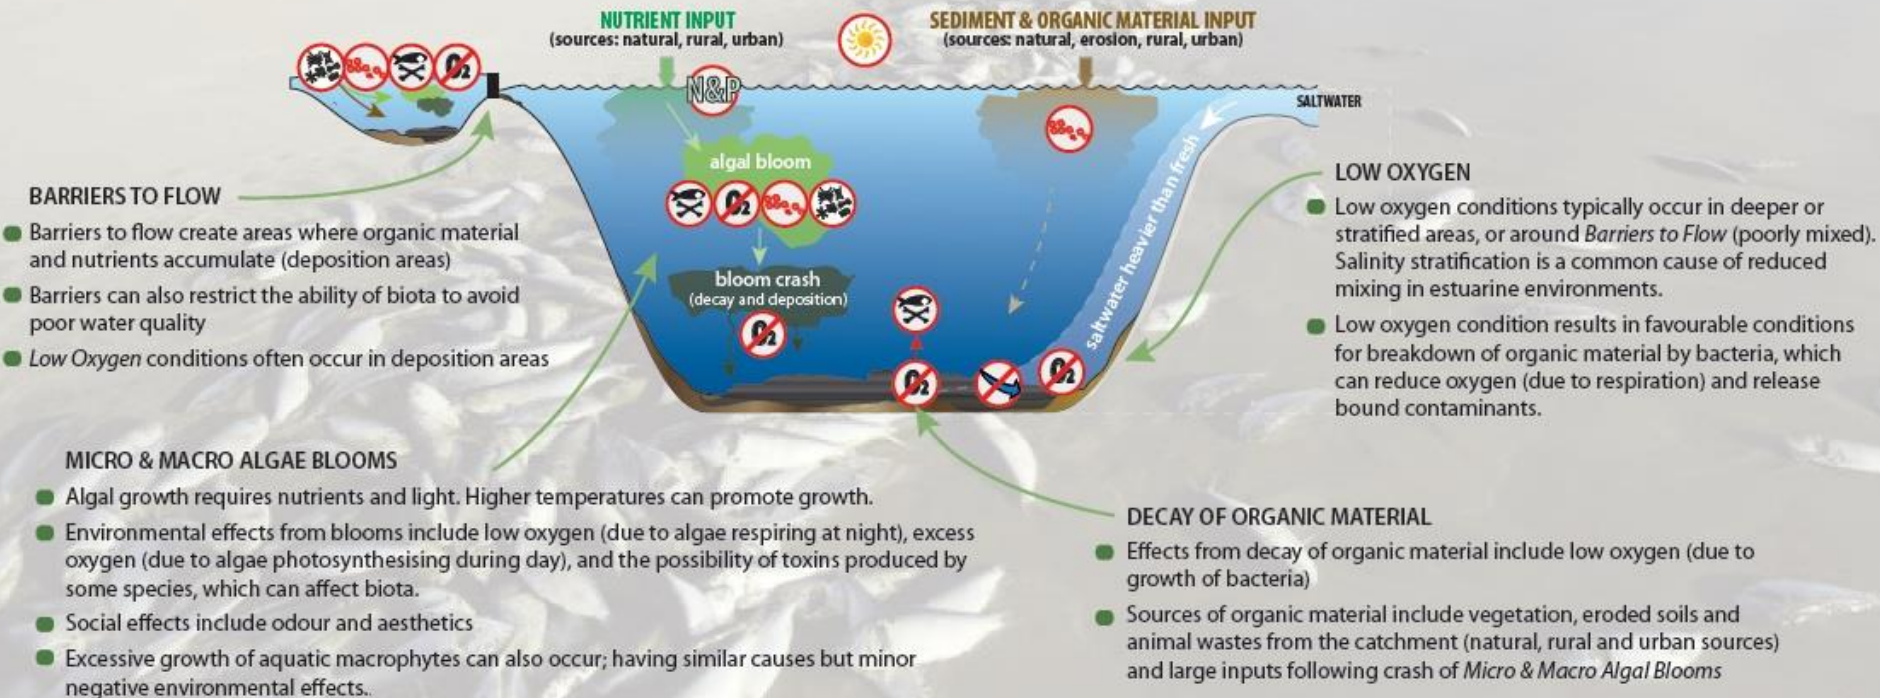 NUTRIENT INPUT
(sources: natural, rural, urban)
SEDIMENT & ORGANIC MATERIAL INPUT
(sources: natural, erosion, rural, urban)
O₂
N&P
SALTWATER
algal bloom
O₂
bloom crash
(decay and deposition)
O₂
O₂
O₂
saltwater heavier than fresh
BARRIERS TO FLOW
Barriers to flow create areas where organic material
and nutrients accumulate (deposition areas)
Barriers can also restrict the ability of biota to avoid
poor water quality
Low Oxygen conditions often occur in deposition areas
LOW OXYGEN
Low oxygen conditions typically occur in deeper or
stratified areas, or around Barriers to Flow (poorly mixed).
Salinity stratification is a common cause of reduced
mixing in estuarine environments.
Low oxygen condition results in favourable conditions
for breakdown of organic material by bacteria, which
can reduce oxygen (due to respiration) and release
bound contaminants.
MICRO & MACRO ALGAE BLOOMS
Algal growth requires nutrients and light. Higher temperatures can promote growth.
Environmental effects from blooms include low oxygen (due to algae respiring at night), excess
oxygen (due to algae photosynthesising during day), and the possibility of toxins produced by
some species, which can affect biota.
Social effects include odour and aesthetics
Excessive growth of aquatic macrophytes can also occur; having similar causes but minor
negative environmental effects..
DECAY OF ORGANIC MATERIAL
Effects from decay of organic material include low oxygen (due to
growth of bacteria)
Sources of organic material include vegetation, eroded soils and
animal wastes from the catchment (natural, rural and urban sources)
and large inputs following crash of Micro & Macro Algal Blooms